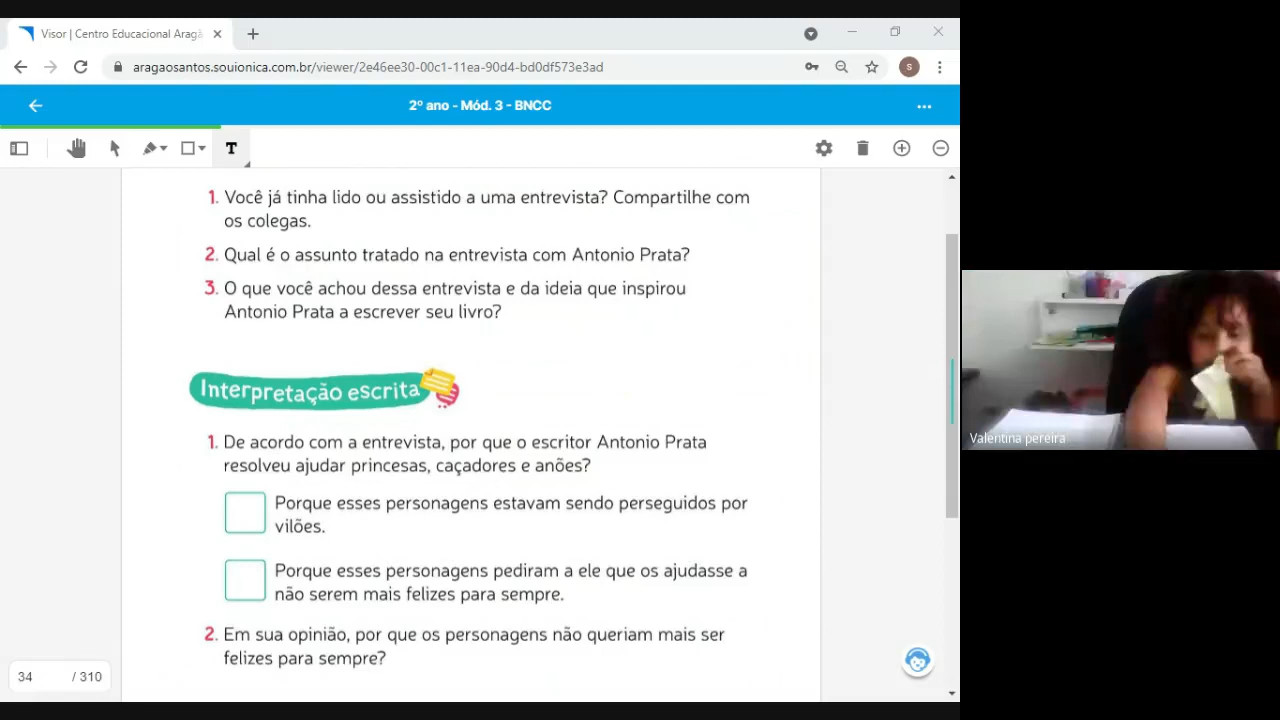 Visor | Centro Educacional Aragã
aragaosantos.souionica.com.br/viewer/2e46ee30-00c1-11ea-90d4-bd0df573e3ad
S
2º ano - Mód. 3 - BNCC
T
1. Você já tinha lido ou assistido a uma entrevista? Compartilhe com
os colegas.
2. Qual é o assunto tratado na entrevista com Antonio Prata?
3. O que você achou dessa entrevista e da ideia que inspirou
Antonio Prata a escrever seu livro?
Interpretação escrita
1. De acordo com a entrevista, por que o escritor Antonio Prata
resolveu ajudar princesas, caçadores e anões?
Porque esses personagens estavam sendo perseguidos por
vilões.
Porque esses personagens pediram a ele que os ajudasse a
não serem mais felizes para sempre.
2. Em sua opinião, por que os personagens não queriam mais ser
felizes para sempre?
34 / 310
Valentina pereira